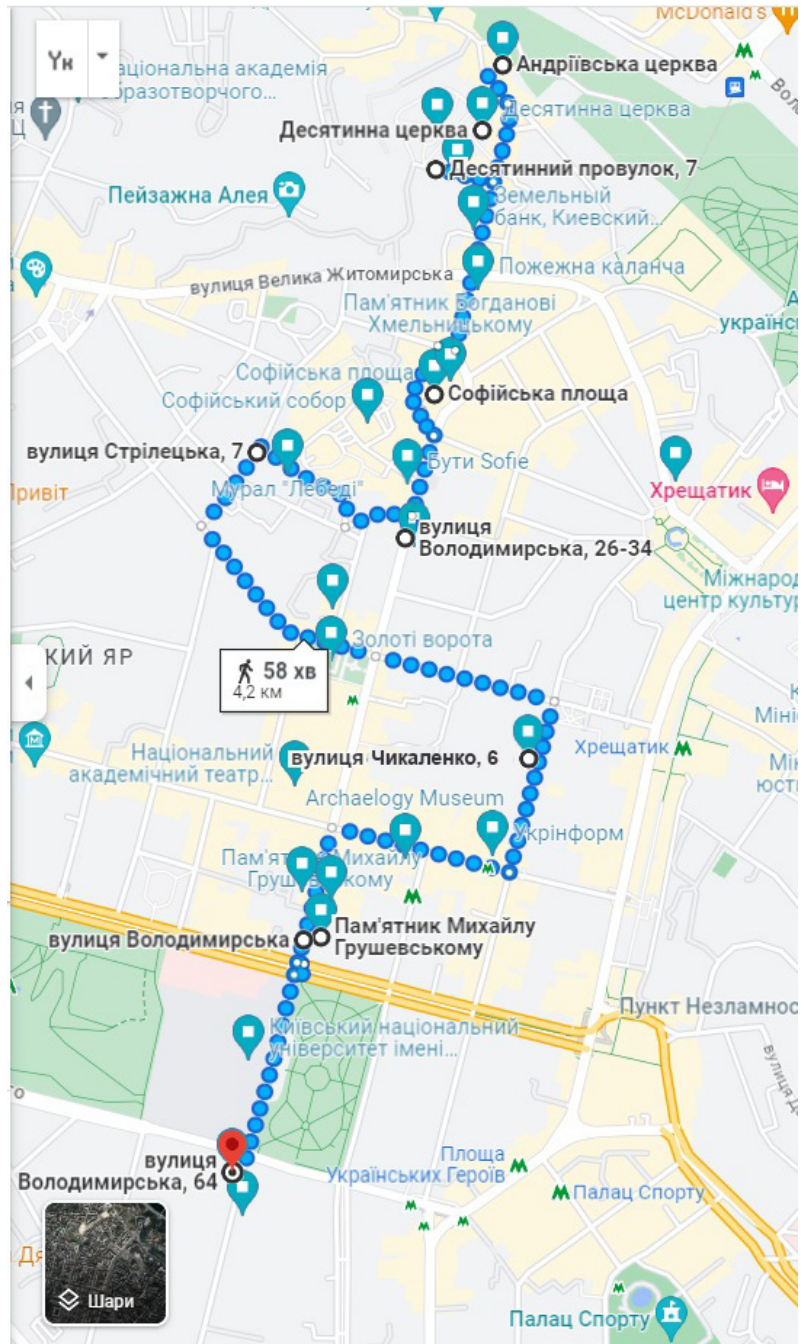 McDonald's
Ун
Національна академія
образотворчого...
Андріївська церква
Десятинна церква
Десятинна церква
Десятинний провулок, 7
Пейзажна Алея
Земельный
банк, Киевский...
вулиця Велика Житомирська
Пожежна каланча
Пам'ятник Богданові
Хмельницькому
українсь
Софійська площа
Софійський собор
Софійська площа
вулиця Стрілецька, 7
Бути Sofie
Мурал "Лебеді"
Привіт
Хрещатик
вулиця
Володимирська, 26-34
Міжнарод
центр культур
Золоті ворота
КИЙ ЯР
58 хв
4,2 км
Хрещатик
Національний
академічний театр...
вулиця Чикаленко, 6
Archaelogy Museum
Укрінформ
Пам'ятник Михайлу
Грушевському
вулиця Володимирська
Пам'ятник Михайлу
Грушевському
Пункт Незламнос
Київський національний
університет імені...
вулиця Д
вулиця
Володимирська, 64
Площа
Українських Героїв
Палац Спорту
Шари
Палац Спорту